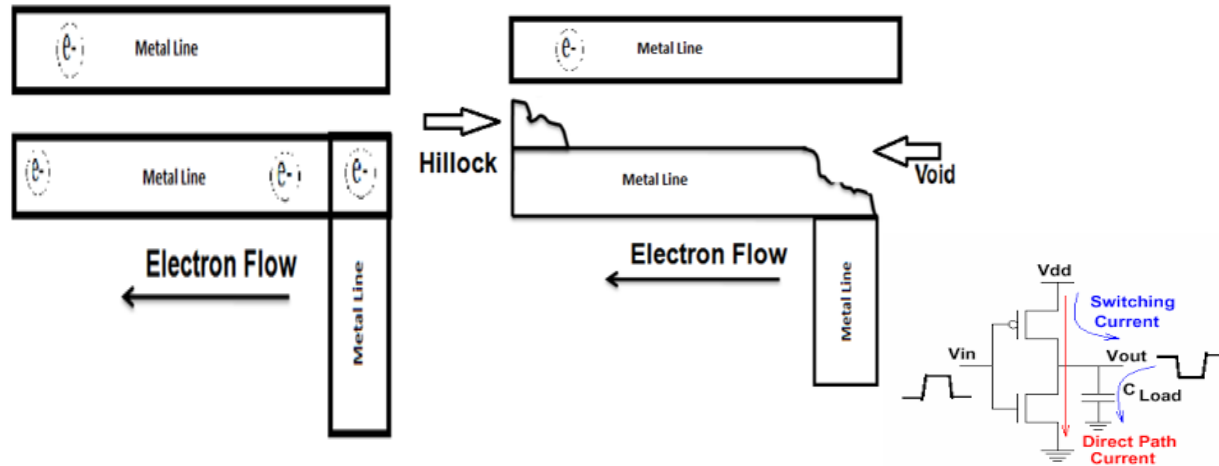 e- Metal Line
e- Metal Line e- e-
Electron Flow
Metal Line
e- Metal Line
Hillock
Void
Metal Line
Electron Flow
Metal Line
Vdd
Switching
Current
Vin
Vout
C Load
Direct Path
Current